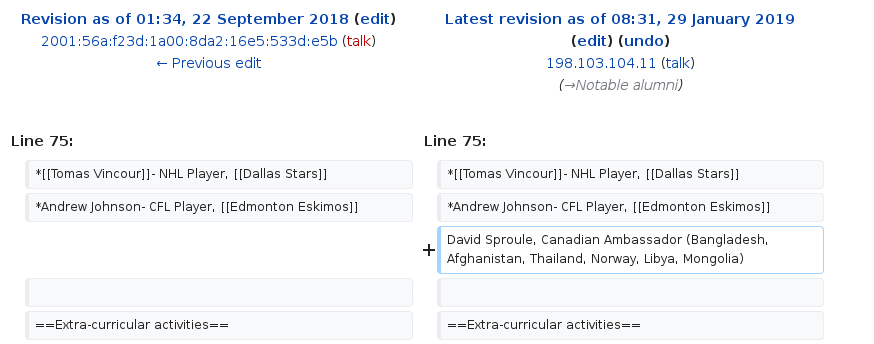 Revision as of 01:34, 22 September 2018 (edit)
2001:56a:f23d:1a00:8da2:16e5:533d:e5b (talk)
← Previous edit
Latest revision as of 08:31, 29 January 2019
(edit) (undo)
198.103.104.11 (talk)
(→Notable alumni)
Line 75:
Line 75:
*[[Tomas Vincour]]- NHL Player, [[Dallas Stars]]
*[[Tomas Vincour]]- NHL Player, [[Dallas Stars]]
*Andrew Johnson- CFL Player, [[Edmonton Eskimos]]
*Andrew Johnson- CFL Player, [[Edmonton Eskimos]]
+ David Sproule, Canadian Ambassador (Bangladesh,
Afghanistan, Thailand, Norway, Libya, Mongolia)
==Extra-curricular activities==
==Extra-curricular activities==